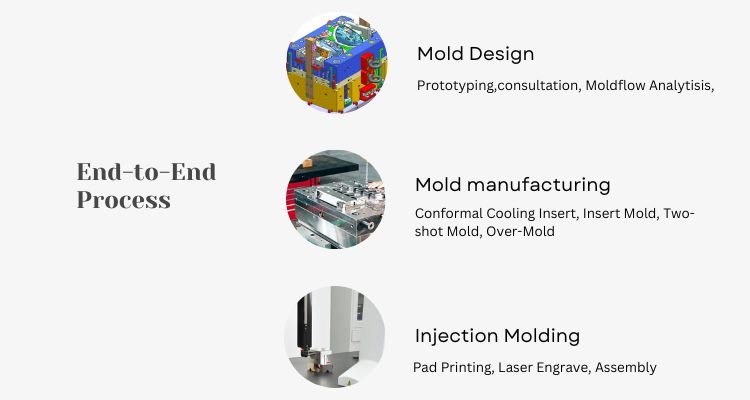 End-to-End
Process
Mold Design
Prototyping,consultation, Moldflow Analytisis,
Mold manufacturing
Conformal Cooling Insert, Insert Mold, Two-
shot Mold, Over-Mold
Injection Molding
Pad Printing, Laser Engrave, Assembly